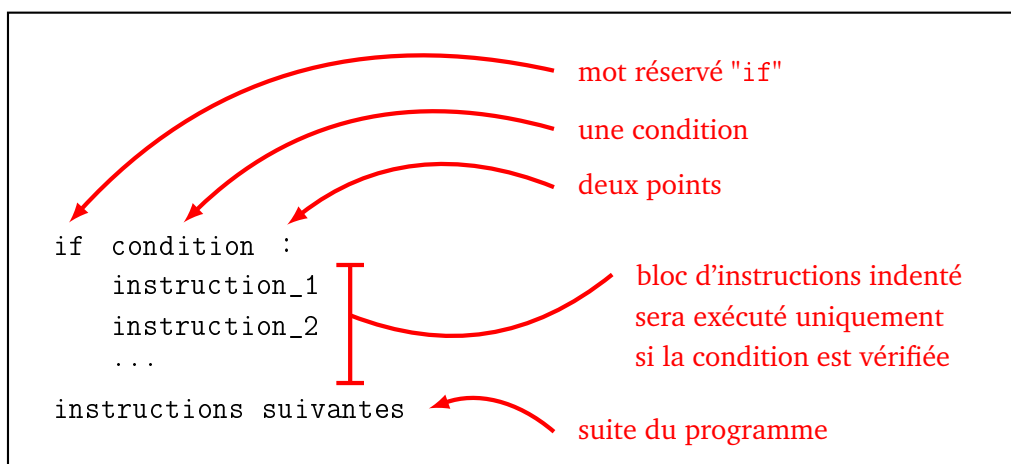 mot réservé "if"
une condition
deux points
if condition :
instruction_1
instruction_2
...
instructions suivantes
bloc d'instructions indenté
sera exécuté uniquement
si la condition est vérifiée
suite du programme